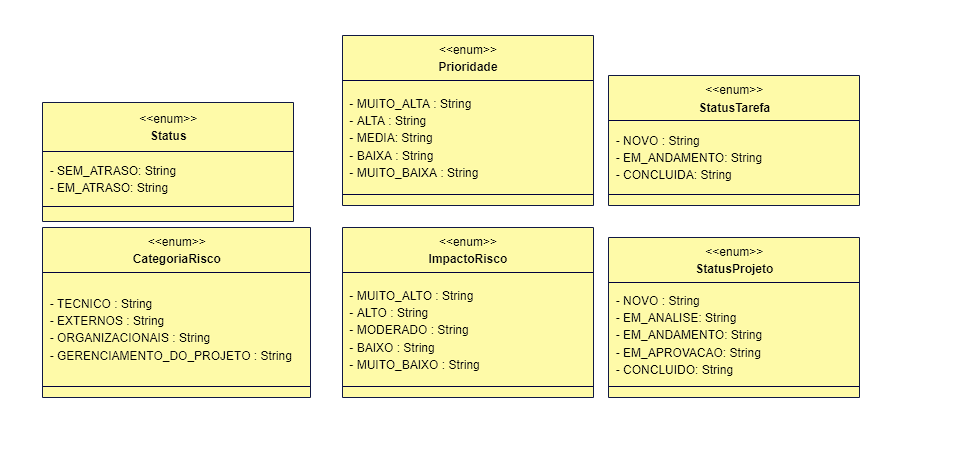 <<enum>>
Status
- SEM_ATRASO: String
- EM_ATRASO: String
<<enum>>
Prioridade
- MUITO_ALTA : String
- ALTA : String
- MEDIA: String
- BAIXA : String
- MUITO_BAIXA : String
<<enum>>
StatusTarefa
- NOVO : String
- EM_ANDAMENTO: String
- CONCLUIDA: String
<<enum>>
CategoriaRisco
- TECNICO : String
- EXTERNOS : String
- ORGANIZACIONAIS : String
- GERENCIAMENTO_DO_PROJETO : String
<<enum>>
ImpactoRisco
- MUITO_ALTO : String
- ALTO : String
- MODERADO : String
- BAIXO : String
- MUITO_BAIXO : String
<<enum>>
StatusProjeto
- NOVO : String
- EM_ANALISE: String
- EM_ANDAMENTO: String
- EM_APROVACAO: String
- CONCLUIDO: String